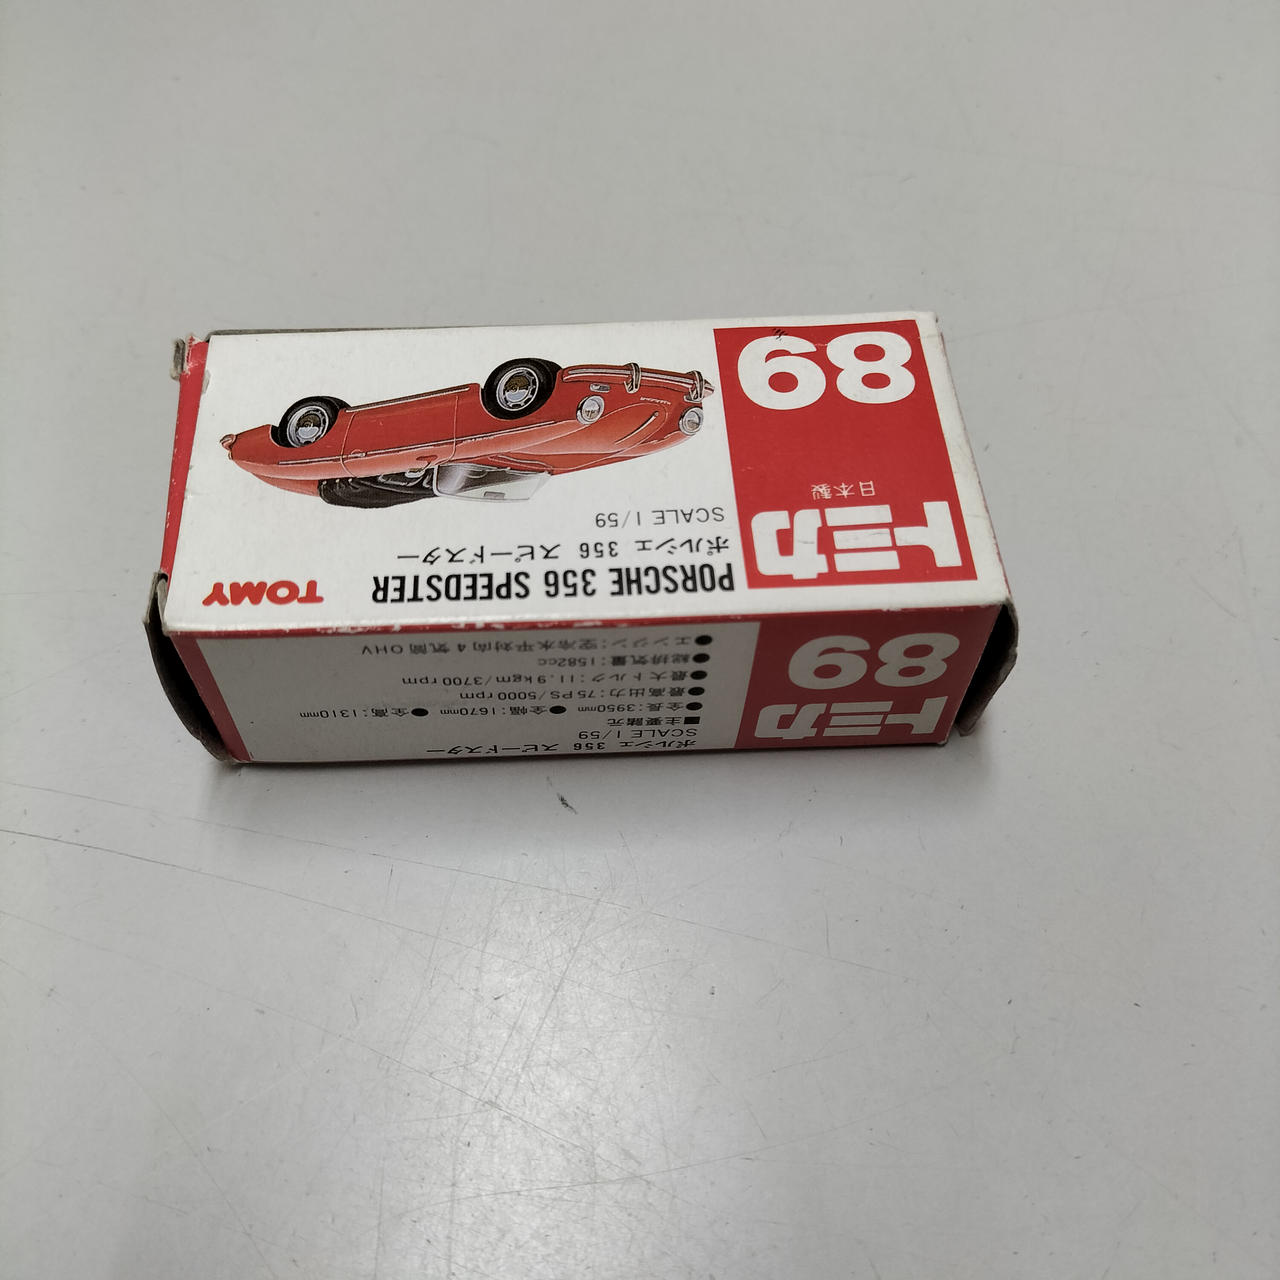 トミカ
日本製
89
PORSCHE 356 SPEEDSTER
TOMY
ポルシェ 356 スピードスター
SCALE 1/59
トミカ
89
ポルシェ 356 スピードスター
SCALE 1/59
■主要諸元
●全長:3950mm ●全幅:1670mm ●全高:1310mm
●最高出力:75PS/5000rpm
●最大トルク:11.9kgm/3700rpm
●総排気量:1582cc
●エンジン:空冷水平対向4気筒OHV